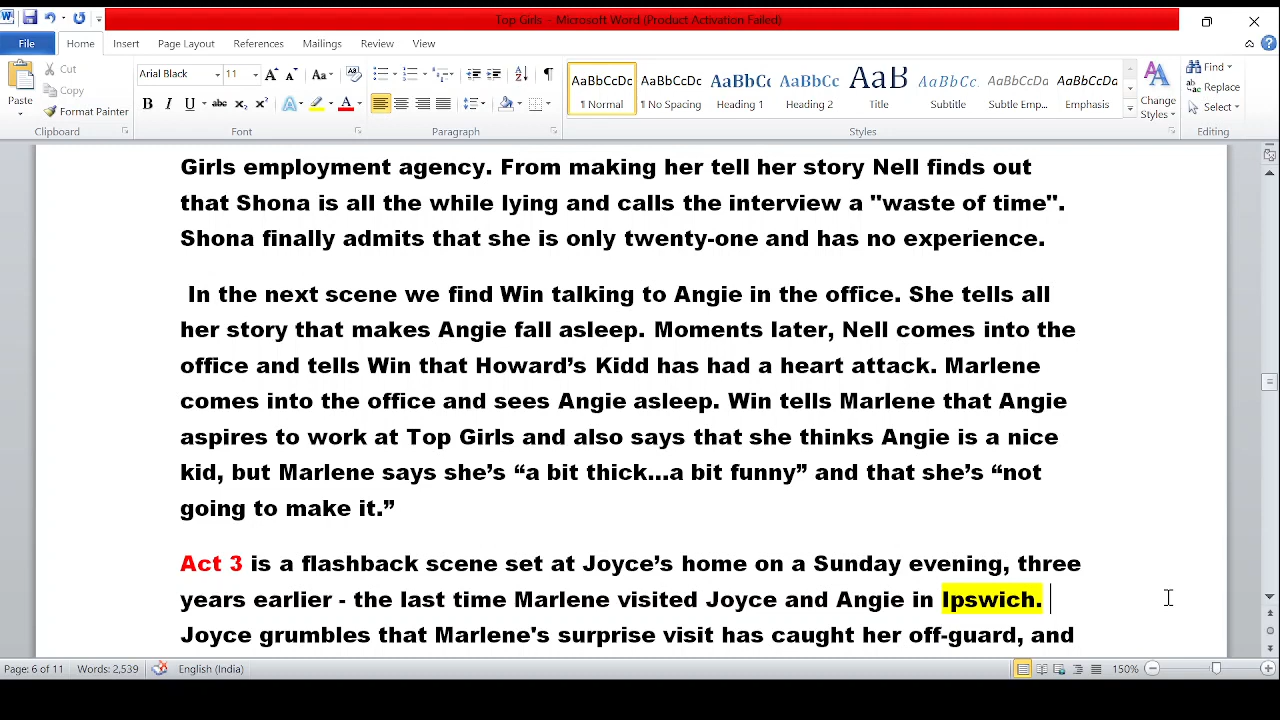 Top Girls - Microsoft Word (Product Activation Failed)
File Home Insert Page Layout References Mailings Review View
Cut
Copy
Format Painter
Paste
Arial Black 11
AaBbCcDc AaBbCcDc AaBbCc AaBbCc AaB AaBbCc. AaBbCcDc AaBbCcDc
¶ Normal ¶ No Spacing Heading 1 Heading 2 Title Subtitle Subtle Em... Emphasis
Change Styles
Find
Replace
Select
Clipboard Font Paragraph Styles Editing
Girls employment agency. From making her tell her story Nell finds out
that Shona is all the while lying and calls the interview a "waste of time".
Shona finally admits that she is only twenty-one and has no experience.
In the next scene we find Win talking to Angie in the office. She tells all
her story that makes Angie fall asleep. Moments later, Nell comes into the
office and tells Win that Howard’s Kidd has had a heart attack. Marlene
comes into the office and sees Angie asleep. Win tells Marlene that Angie
aspires to work at Top Girls and also says that she thinks Angie is a nice
kid, but Marlene says she’s “a bit thick...a bit funny” and that she’s “not
going to make it.”
Act 3 is a flashback scene set at Joyce’s home on a Sunday evening, three
years earlier - the last time Marlene visited Joyce and Angie in Ipswich.
Joyce grumbles that Marlene's surprise visit has caught her off-guard, and
Page: 6 of 11 Words: 2,539 English (India) 150%